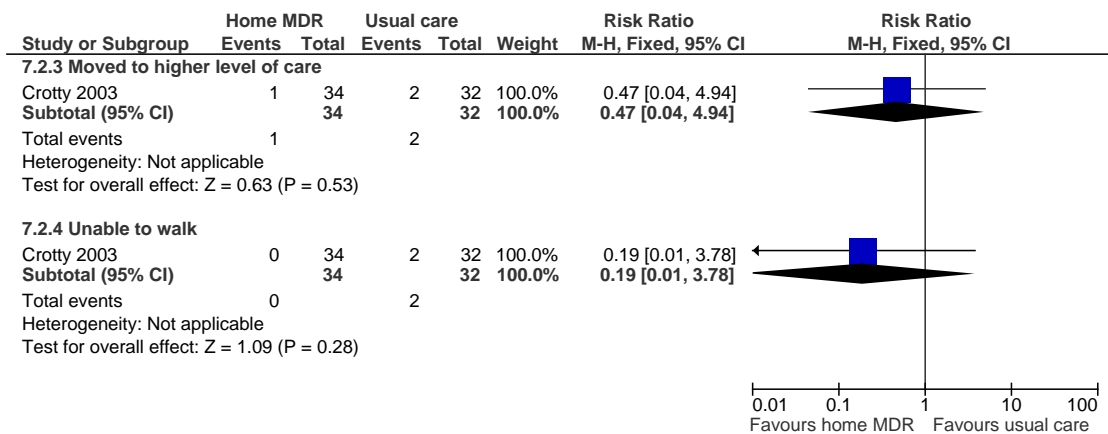 Home MDR Usual care Risk Ratio Risk Ratio
Study or Subgroup Events Total Events Total Weight M-H, Fixed, 95% CI M-H, Fixed, 95% CI
7.2.3 Moved to higher level of care
Crotty 2003 1 34 2 32 100.0% 0.47 [0.04, 4.94]
Subtotal (95% CI) 34 32 100.0% 0.47 [0.04, 4.94]
Total events 1 2
Heterogeneity: Not applicable
Test for overall effect: Z = 0.63 (P = 0.53)
7.2.4 Unable to walk
Crotty 2003 0 34 2 32 100.0% 0.19 [0.01, 3.78]
Subtotal (95% CI) 34 32 100.0% 0.19 [0.01, 3.78]
Total events 0 2
Heterogeneity: Not applicable
Test for overall effect: Z = 1.09 (P = 0.28)
0.01 0.1 1 10 100
Favours home MDR Favours usual care